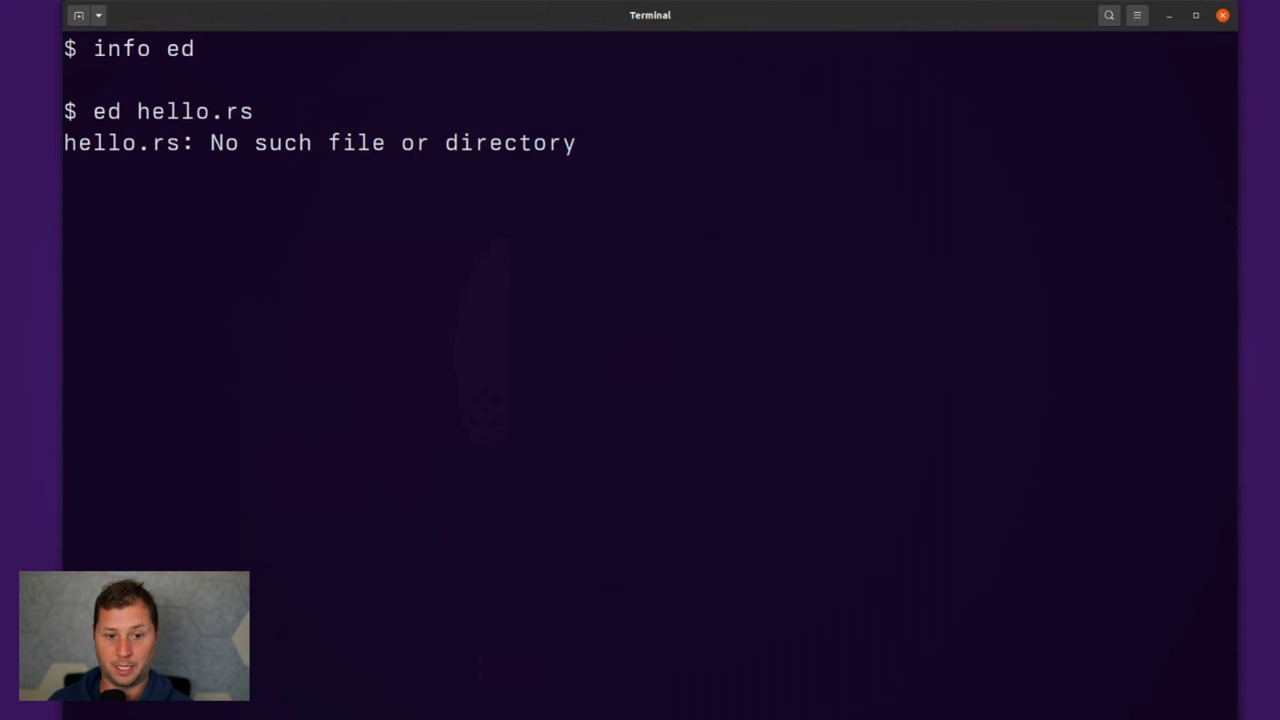 Terminal
$ info ed
$ ed hello.rs
hello.rs: No such file or directory